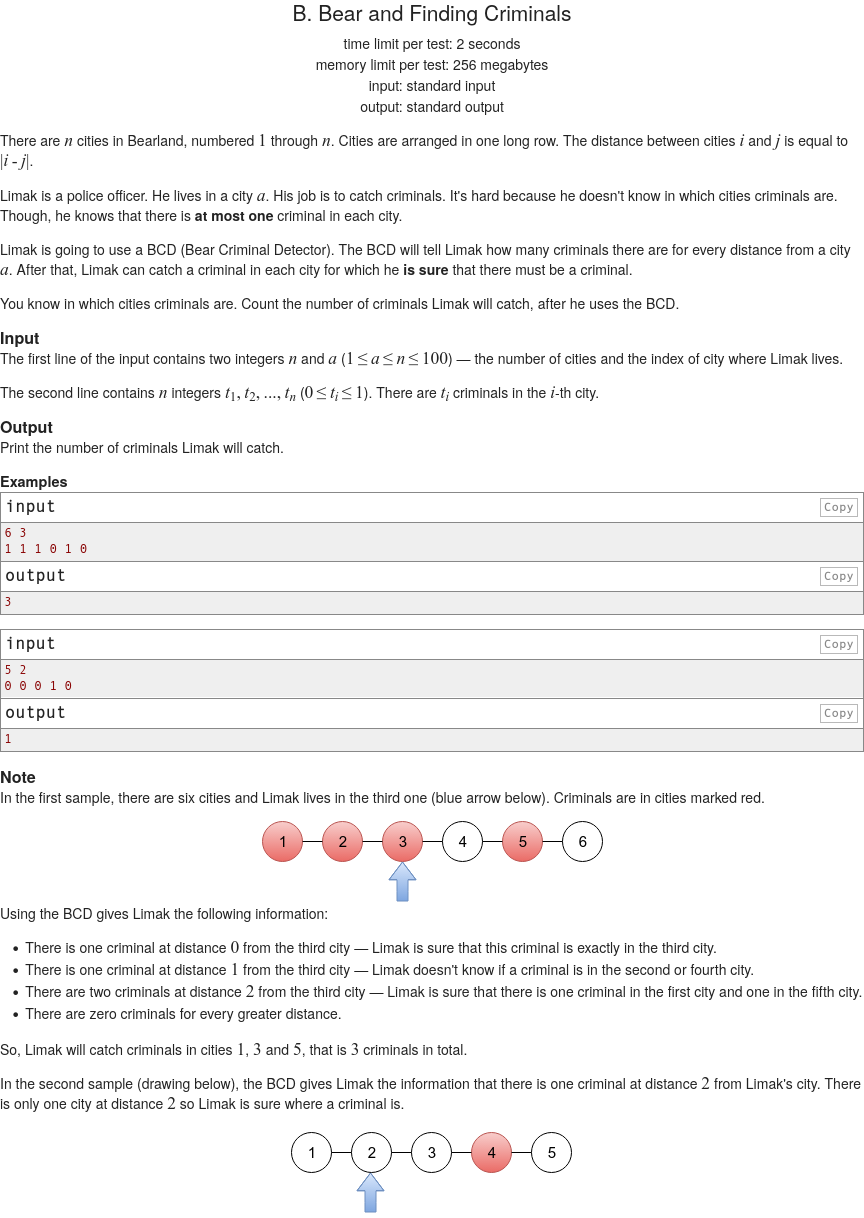 B. Bear and Finding Criminals
time limit per test: 2 seconds
memory limit per test: 256 megabytes
input: standard input
output: standard output
There are n cities in Bearland, numbered 1 through n. Cities are arranged in one long row. The distance between cities i and j is equal to
|i - j|.
Limak is a police officer. He lives in a city a. His job is to catch criminals. It's hard because he doesn't know in which cities criminals are.
Though, he knows that there is at most one criminal in each city.
Limak is going to use a BCD (Bear Criminal Detector). The BCD will tell Limak how many criminals there are for every distance from a city
a. After that, Limak can catch a criminal in each city for which he is sure that there must be a criminal.
You know in which cities criminals are. Count the number of criminals Limak will catch, after he uses the BCD.
Input
The first line of the input contains two integers n and a (1 ≤ a ≤ n ≤ 100) — the number of cities and the index of city where Limak lives.
The second line contains n integers t1, t2, ..., tn (0 ≤ ti ≤ 1). There are ti criminals in the i-th city.
Output
Print the number of criminals Limak will catch.
Examples
input Copy
6 3
1 1 1 0 1 0
output Copy
3
input Copy
5 2
0 0 0 1 0
output Copy
1
Note
In the first sample, there are six cities and Limak lives in the third one (blue arrow below). Criminals are in cities marked red.
1 2 3 4 5 6
Using the BCD gives Limak the following information:
• There is one criminal at distance 0 from the third city — Limak is sure that this criminal is exactly in the third city.
• There is one criminal at distance 1 from the third city — Limak doesn't know if a criminal is in the second or fourth city.
• There are two criminals at distance 2 from the third city — Limak is sure that there is one criminal in the first city and one in the fifth city.
• There are zero criminals for every greater distance.
So, Limak will catch criminals in cities 1, 3 and 5, that is 3 criminals in total.
In the second sample (drawing below), the BCD gives Limak the information that there is one criminal at distance 2 from Limak's city. There
is only one city at distance 2 so Limak is sure where a criminal is.
1 2 3 4 5